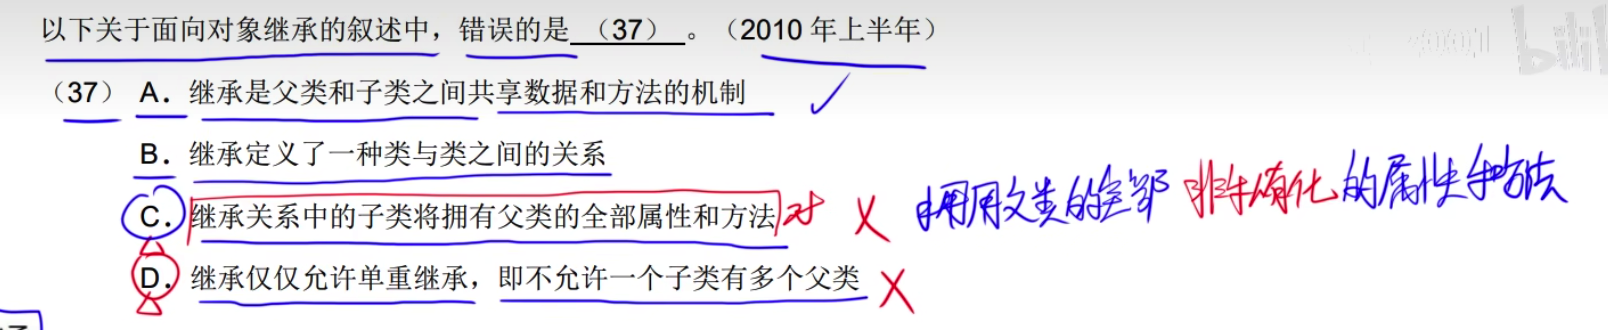 以下关于面向对象继承的叙述中，错误的是 （37） 。（2010 年上半年）
（37） A. 继承是父类和子类之间共享数据和方法的机制
B. 继承定义了一种类与类之间的关系
C. 继承关系中的子类将拥有父类的全部属性和方法 对 X 拥用父类的全部 非私有化 的属性和方法
D. 继承仅仅允许单重继承，即不允许一个子类有多个父类 X